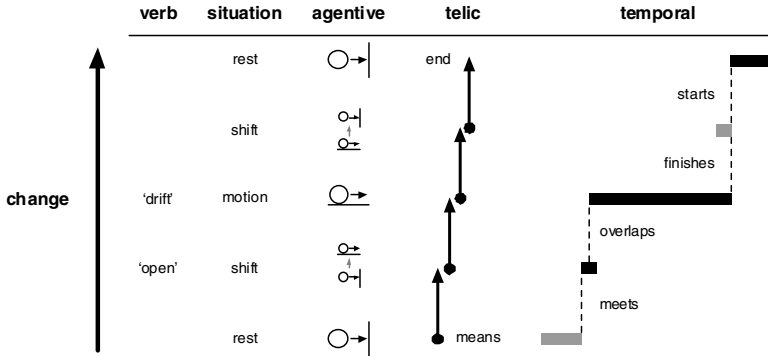 verb situation agentive telic temporal
rest end
starts
shift
finishes
change 'drift' motion
overlaps
'open' shift
meets
rest means